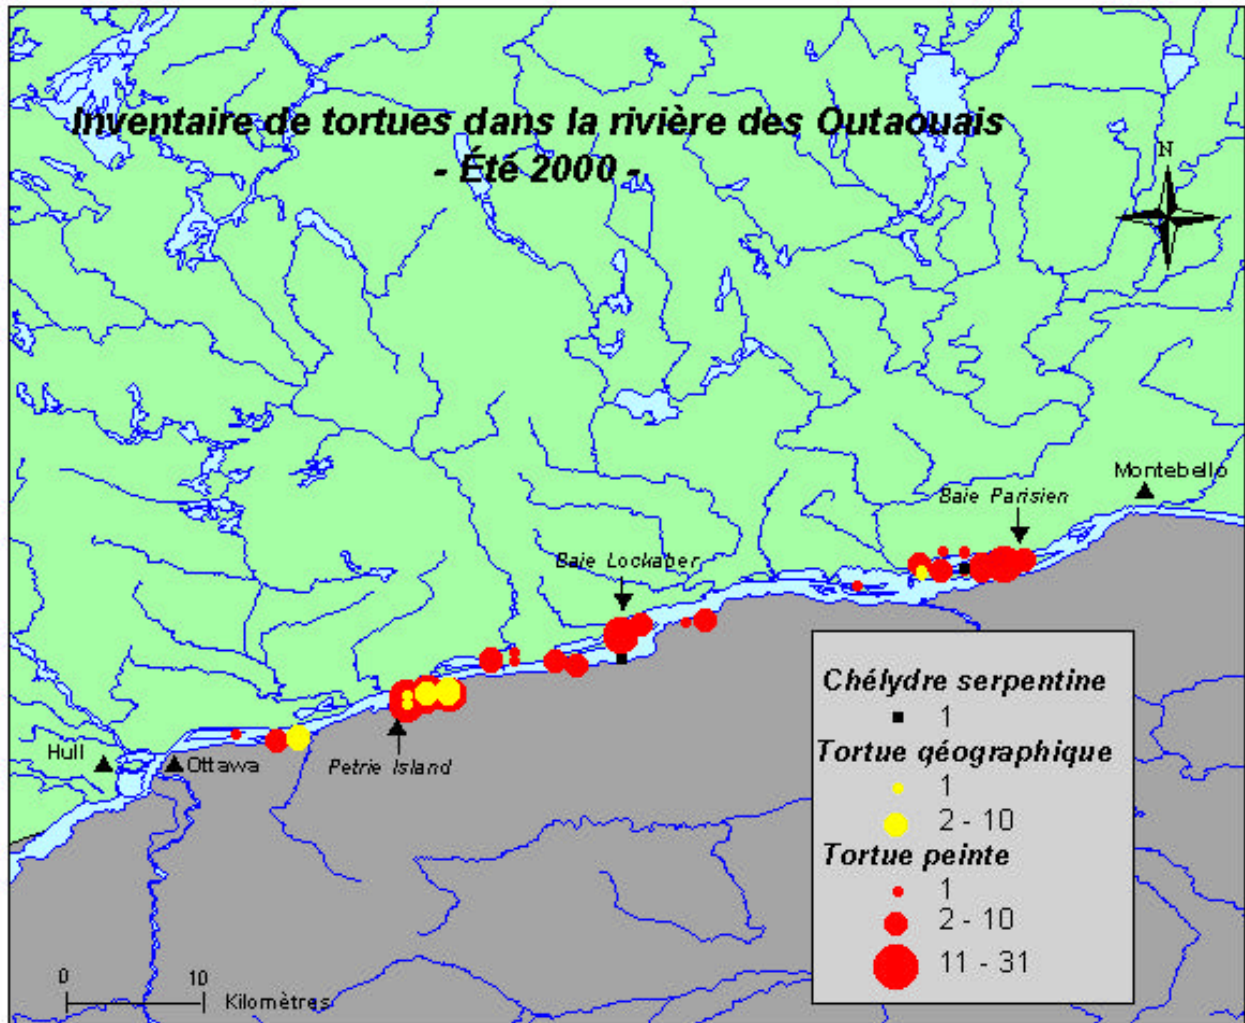 Inventaire de tortues dans la rivière des Outaouais
- Été 2000 -
N
Montebello
Baie Parisien
Baie Lockaber
Hull
Ottawa
Petrie Island
Chélydre serpentine
1
Tortue géographique
1
2 - 10
Tortue peinte
1
2 - 10
11 - 31
0 10
Kilomètres